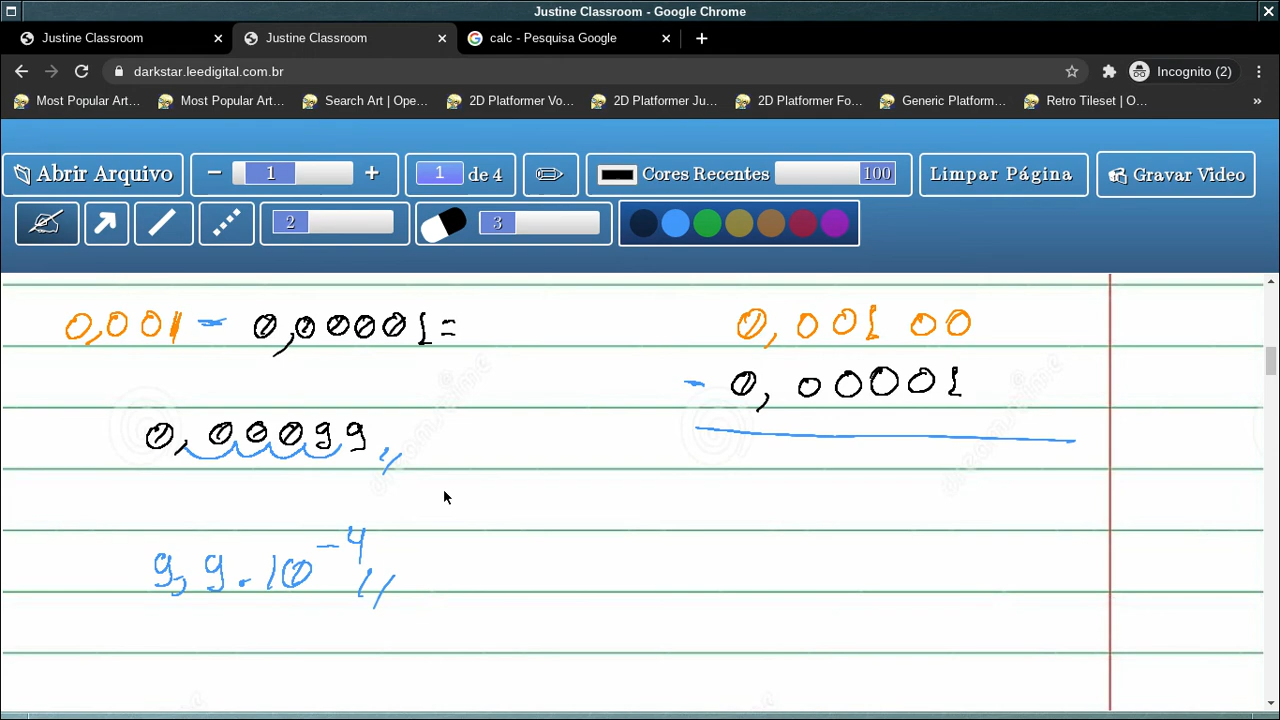 Justine Classroom - Google Chrome
Justine Classroom
Justine Classroom
calc - Pesquisa Google
darkstar.leedigital.com.br
Incognito (2)
Most Popular Art...
Most Popular Art...
Search Art | Ope...
2D Platformer Vo...
2D Platformer Ju...
2D Platformer Fo...
Generic Platform...
Retro Tileset | O...
»
Abrir Arquivo
− 1 +
1 de 4
Cores Recentes 100
Limpar Página
Gravar Video
2
3
0,001 - 0,00001=
0,00099
9,9.10⁻⁴
0,00100
- 0,00001